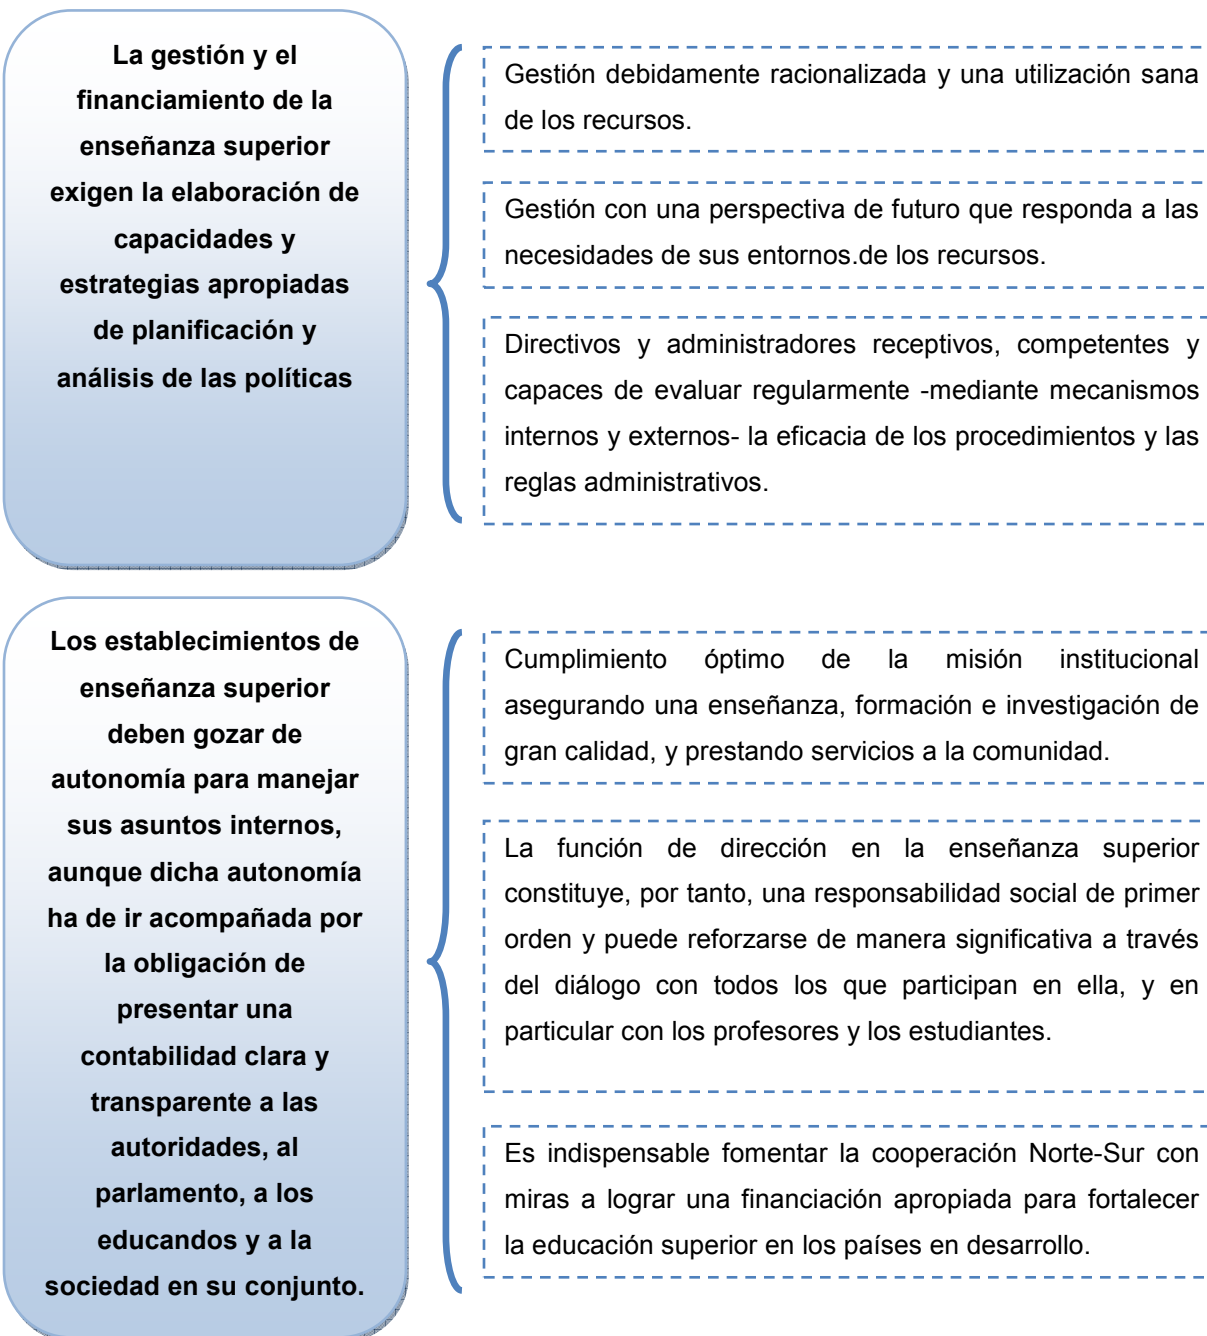 La gestión y el
financiamiento de la
enseñanza superior
exigen la elaboración de
capacidades y
estrategias apropiadas
de planificación y
análisis de las políticas
Gestión debidamente racionalizada y una utilización sana
de los recursos.
Gestión con una perspectiva de futuro que responda a las
necesidades de sus entornos.de los recursos.
Directivos y administradores receptivos, competentes y
capaces de evaluar regularmente -mediante mecanismos
internos y externos- la eficacia de los procedimientos y las
reglas administrativos.
Los establecimientos de
enseñanza superior
deben gozar de
autonomía para manejar
sus asuntos internos,
aunque dicha autonomía
ha de ir acompañada por
la obligación de
presentar una
contabilidad clara y
transparente a las
autoridades, al
parlamento, a los
educandos y a la
sociedad en su conjunto.
Cumplimiento óptimo de la misión institucional
asegurando una enseñanza, formación e investigación de
gran calidad, y prestando servicios a la comunidad.
La función de dirección en la enseñanza superior
constituye, por tanto, una responsabilidad social de primer
orden y puede reforzarse de manera significativa a través
del diálogo con todos los que participan en ella, y en
particular con los profesores y los estudiantes.
Es indispensable fomentar la cooperación Norte-Sur con
miras a lograr una financiación apropiada para fortalecer
la educación superior en los países en desarrollo.